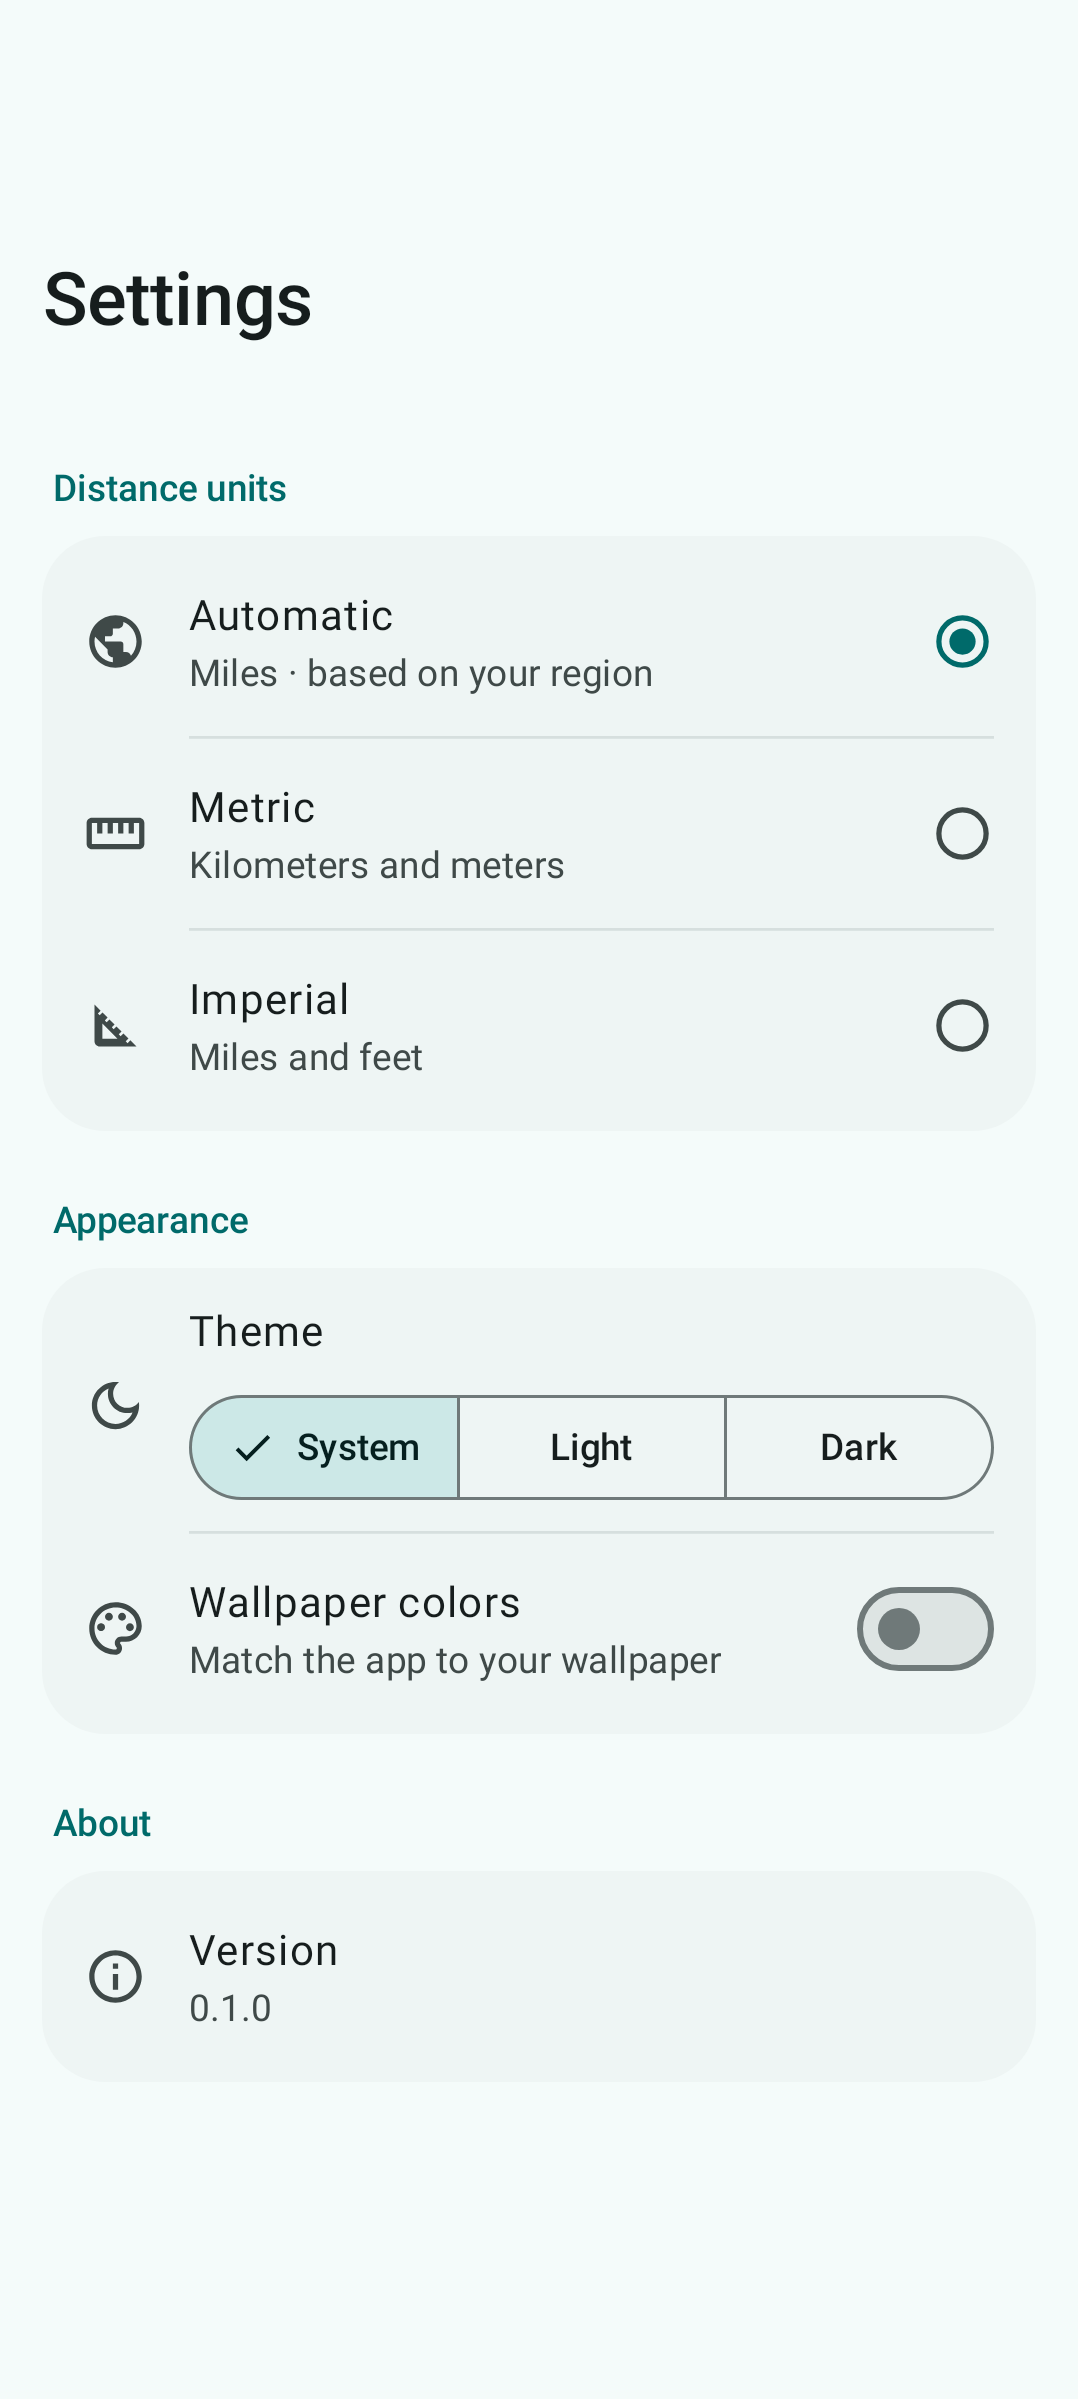 Settings
Distance units
Automatic
Miles · based on your region
Metric
Kilometers and meters
Imperial
Miles and feet
Appearance
Theme
System Light Dark
Wallpaper colors
Match the app to your wallpaper
About
Version
0.1.0